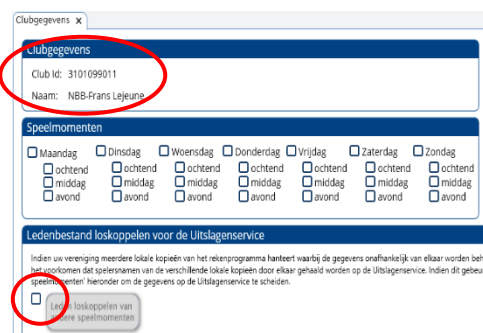 Clubgegevens x
Clubgegevens
Club Id: 3101099011
Naam: NBB-Frans Lejeune
Speelmomenten
Maandag Dinsdag Woensdag Donderdag Vrijdag Zaterdag Zondag
ochtend ochtend ochtend ochtend ochtend ochtend ochtend
middag middag middag middag middag middag middag
avond avond avond avond avond avond avond
Ledenbestand loskoppelen voor de Uitslagenservice
Indien uw vereniging meerdere lokale kopieën van het rekenprogramma hanteert waarbij de gegevens onafhankelijk van elkaar worden beh
het voorkomen dat spelersnamen van de verschillende lokale kopieën door elkaar gehaald worden op de Uitslagenservice. Indien dit gebeur
speelmomenten' hieronder om de gegevens op de Uitslagenservice te scheiden.
Leden loskoppelen van
andere speelmomenten